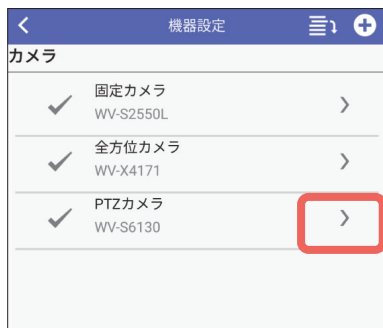 機器設定
カメラ
固定カメラ
WV-S2550L
全方位カメラ
WV-X4171
PTZカメラ
WV-S6130